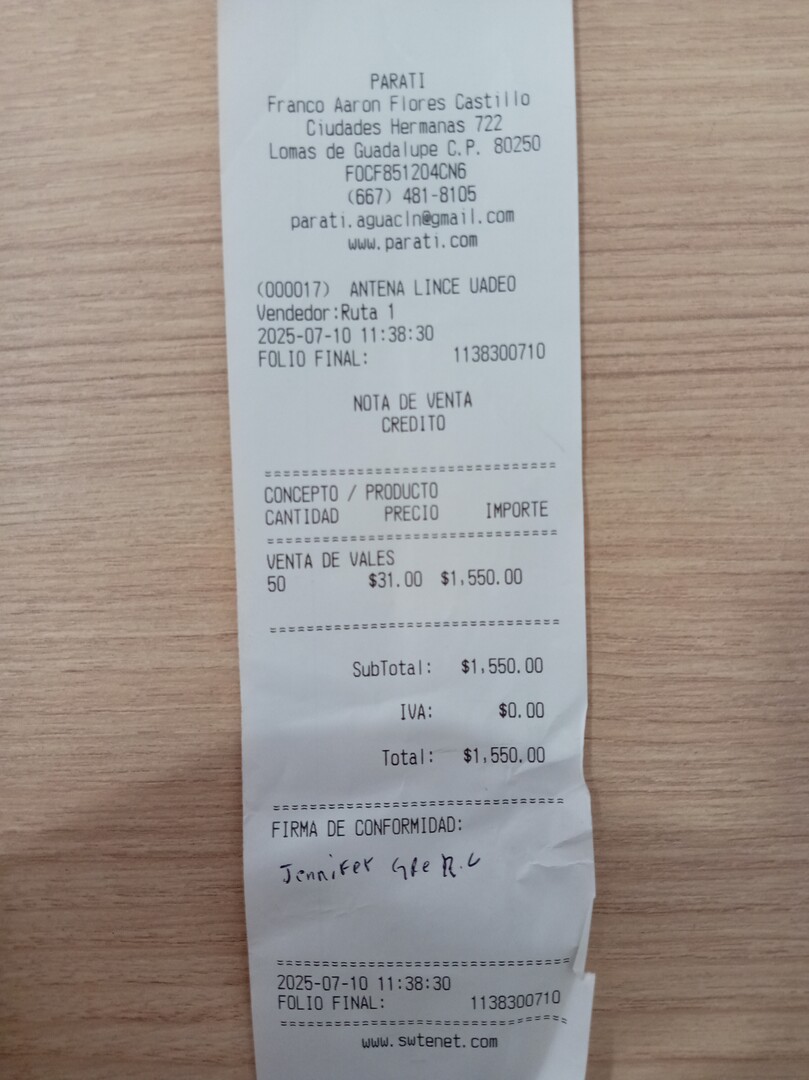 PARATI
Franco Aaron Flores Castillo
Ciudades Hermanas 722
Lomas de Guadalupe C.P. 80250
FOCF851204CN6
(667) 481-8105
parati.aguacln@gmail.com
www.parati.com
(000017) ANTENA LINCE UADEO
Vendedor:Ruta 1
2025-07-10 11:38:30
FOLIO FINAL: 1138300710
NOTA DE VENTA
CREDITO
================================
CONCEPTO / PRODUCTO
CANTIDAD PRECIO IMPORTE
================================
VENTA DE VALES
50 $31.00 $1,550.00
================================
SubTotal: $1,550.00
IVA: $0.00
Total: $1,550.00
================================
FIRMA DE CONFORMIDAD:
Jennifer Gpe R.
================================
2025-07-10 11:38:30
FOLIO FINAL: 1138300710
================================
www.swtenet.com